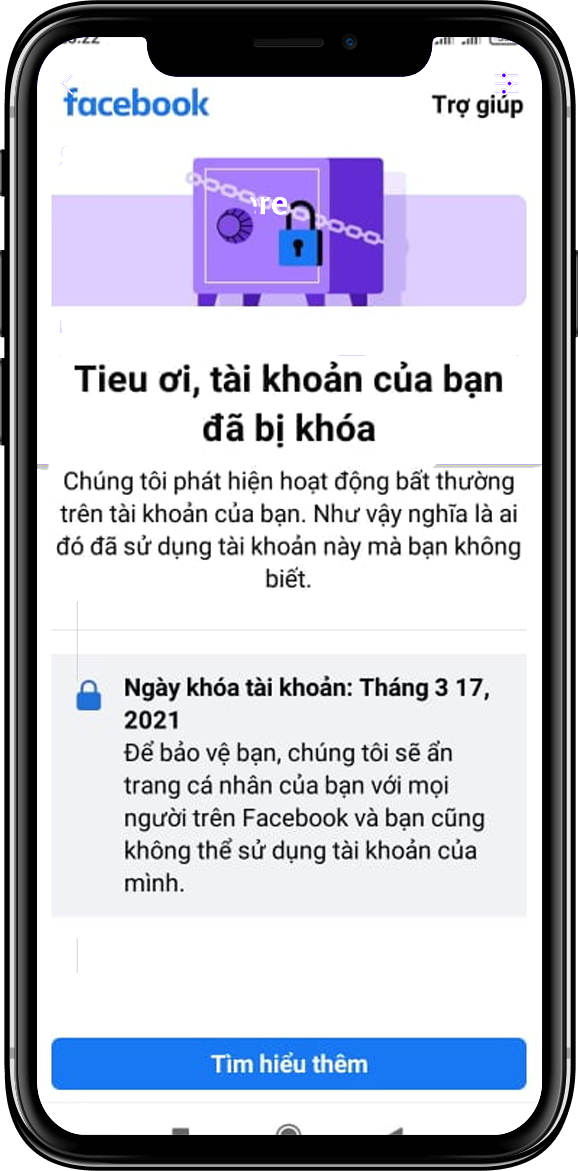 facebook
Trợ giúp
re
Tieu ơi, tài khoản của bạn
đã bị khóa
Chúng tôi phát hiện hoạt động bất thường
trên tài khoản của bạn. Như vậy nghĩa là ai
đó đã sử dụng tài khoản này mà bạn không
biết.
Ngày khóa tài khoản: Tháng 3 17,
2021
Để bảo vệ bạn, chúng tôi sẽ ẩn
trang cá nhân của bạn với mọi
người trên Facebook và bạn cũng
không thể sử dụng tài khoản của
mình.
Tìm hiểu thêm